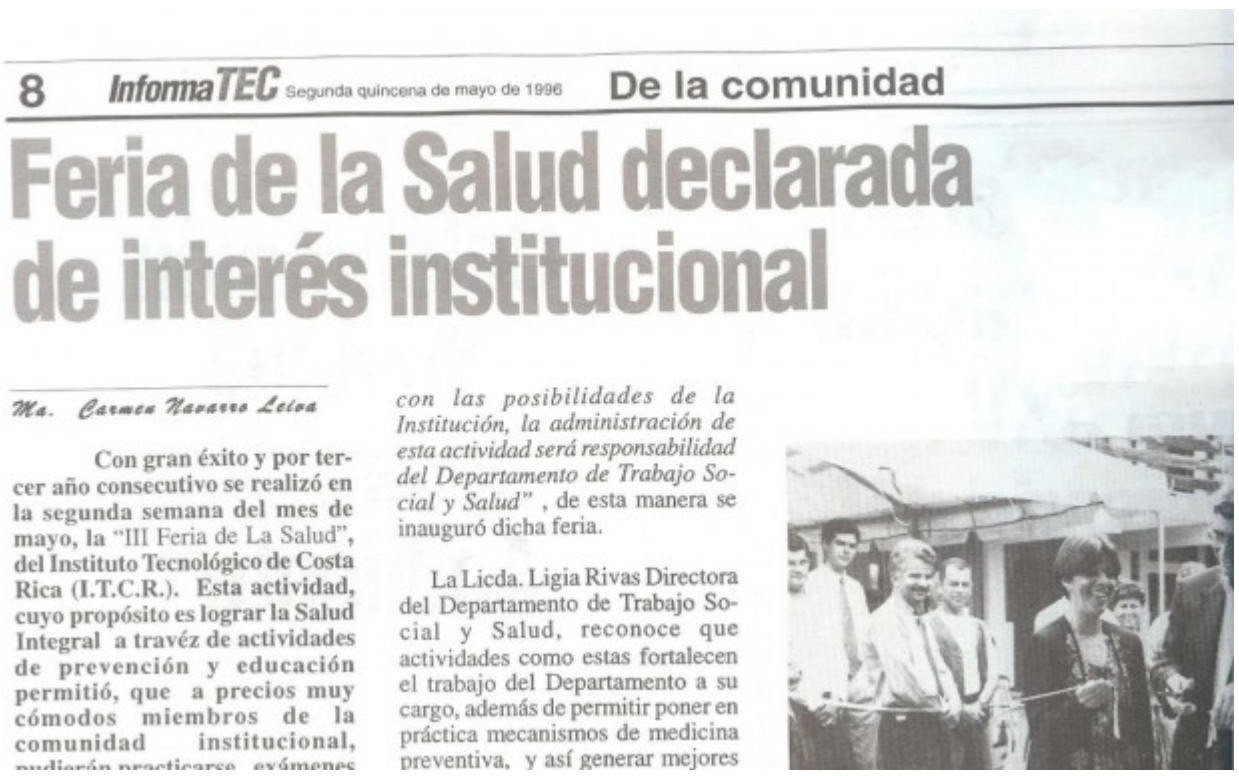 8 InformaTEC Segunda quincena de mayo de 1996 De la comunidad
Feria de la Salud declarada
de interés institucional
Ma. Carmen Navarro Leiva
Con gran éxito y por ter-
cer año consecutivo se realizó en
la segunda semana del mes de
mayo, la “III Feria de La Salud”,
del Instituto Tecnológico de Costa
Rica (I.T.C.R.). Esta actividad,
cuyo propósito es lograr la Salud
Integral a travéz de actividades
de prevención y educación
permitió, que a precios muy
cómodos miembros de la
comunidad institucional,
pudierán practicarse exámenes
con las posibilidades de la
Institución, la administración de
esta actividad será responsabilidad
del Departamento de Trabajo So-
cial y Salud” , de esta manera se
inauguró dicha feria.
La Licda. Ligia Rivas Directora
del Departamento de Trabajo So-
cial y Salud, reconoce que
actividades como estas fortalecen
el trabajo del Departamento a su
cargo, además de permitir poner en
práctica mecanismos de medicina
preventiva, y así generar mejores